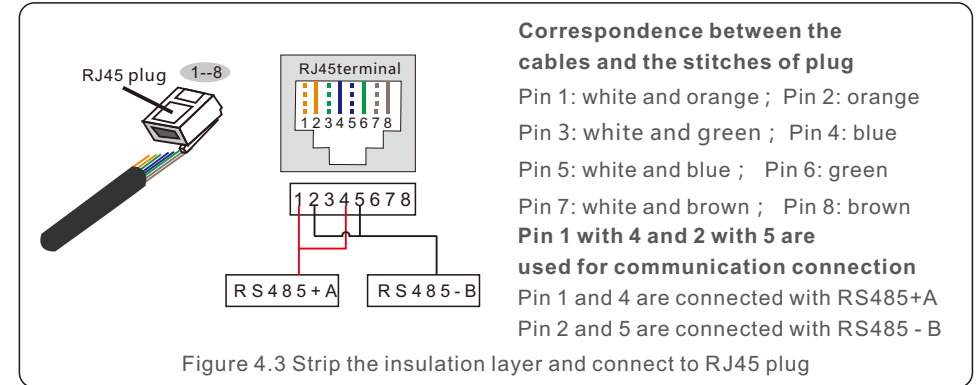 RJ45 plug
1--8
RJ45terminal
12345678
12345678
RS485+A
RS485-B
Correspondence between the
cables and the stitches of plug
Pin 1: white and orange ; Pin 2: orange
Pin 3: white and green ; Pin 4: blue
Pin 5: white and blue ; Pin 6: green
Pin 7: white and brown ; Pin 8: brown
Pin 1 with 4 and 2 with 5 are
used for communication connection
Pin 1 and 4 are connected with RS485+A
Pin 2 and 5 are connected with RS485 - B
Figure 4.3 Strip the insulation layer and connect to RJ45 plug